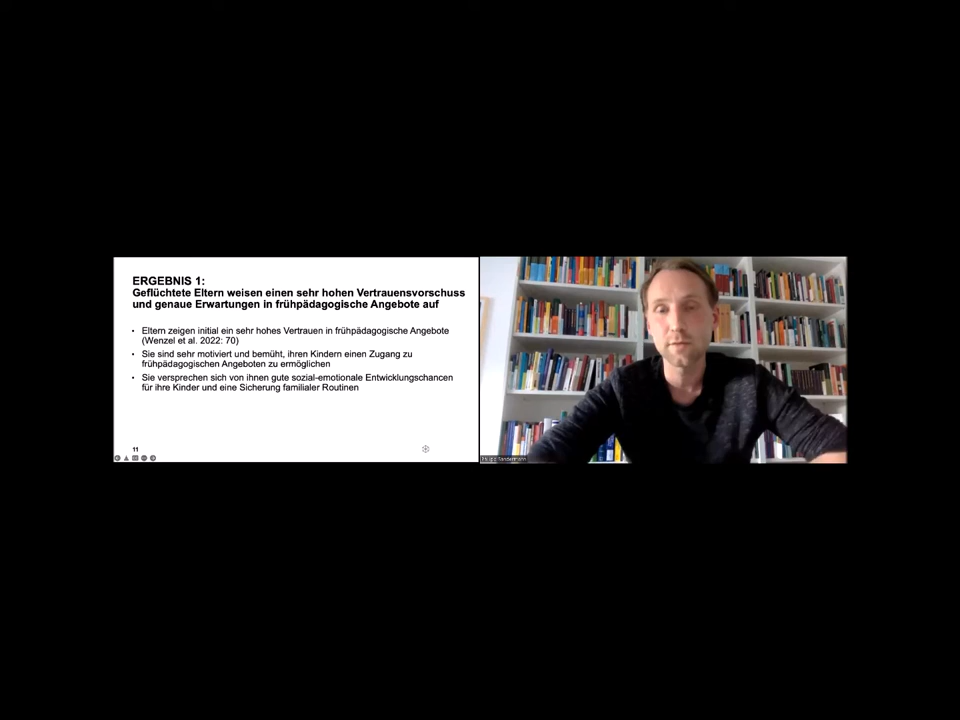 ERGEBNIS 1:
Geflüchtete Eltern weisen einen sehr hohen Vertrauensvorschuss
und genaue Erwartungen in frühpädagogische Angebote auf
• Eltern zeigen initial ein sehr hohes Vertrauen in frühpädagogische Angebote
(Wenzel et al. 2022: 70)
• Sie sind sehr motiviert und bemüht, ihren Kindern einen Zugang zu
frühpädagogischen Angeboten zu ermöglichen
• Sie versprechen sich von ihnen gute sozial-emotionale Entwicklungschancen
für ihre Kinder und eine Sicherung familialer Routinen
11